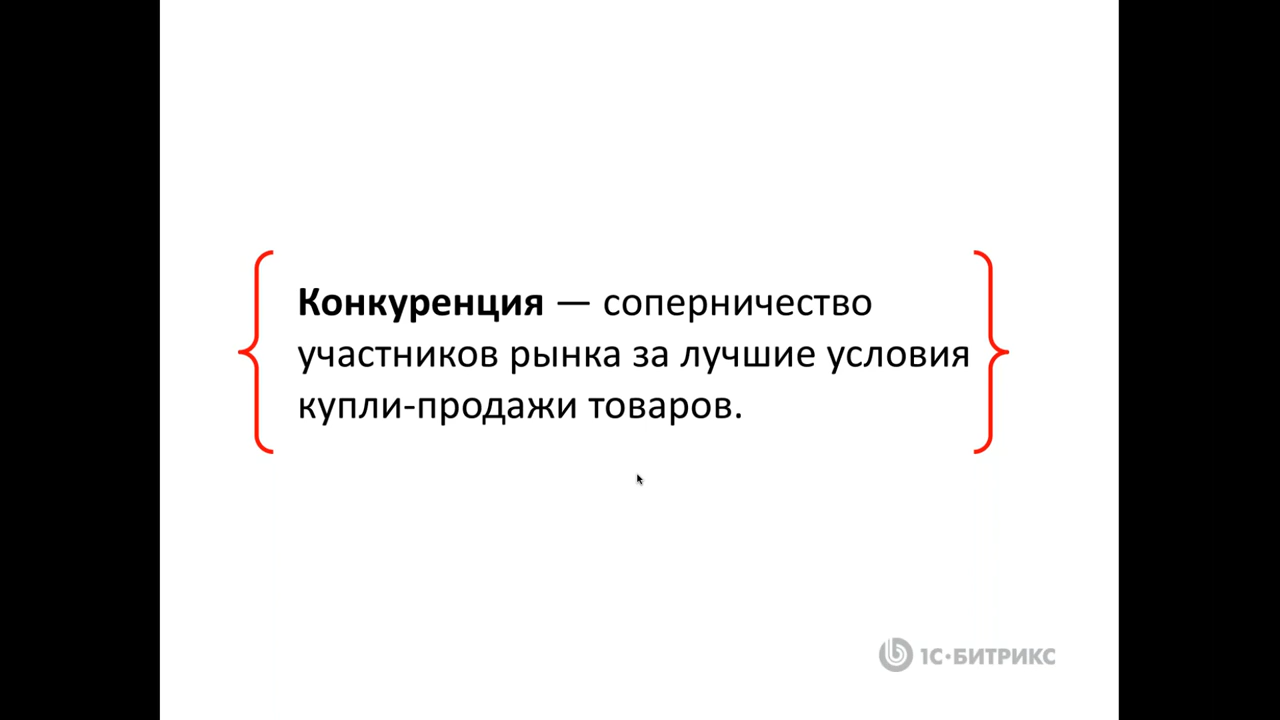 Конкуренция — соперничество
участников рынка за лучшие условия
купли-продажи товаров.
1С·БИТРИКС